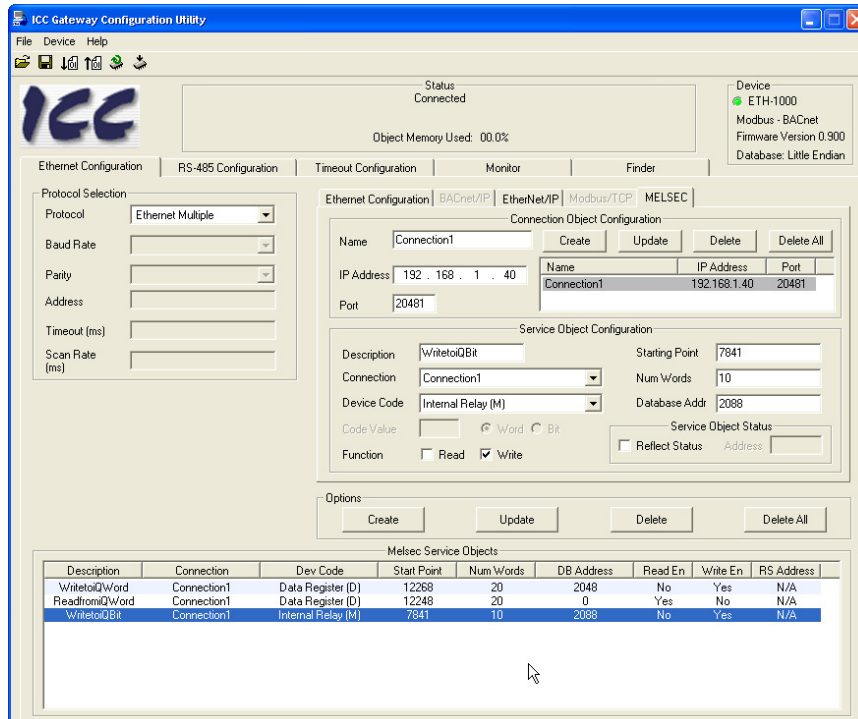 ICC Gateway Configuration Utility
File Device Help
ICC
Status
Connected
Object Memory Used: 00.0%
Device
ETH-1000
Modbus - BACnet
Firmware Version 0.900
Database: Little Endian
Ethernet Configuration RS-485 Configuration Timeout Configuration Monitor Finder
Protocol Selection
Protocol Ethernet Multiple
Baud Rate
Parity
Address
Timeout (ms)
Scan Rate
(ms)
Ethernet Configuration BACnet/IP EtherNet/IP Modbus/TCP MELSEC
Connection Object Configuration
Name Connection1 Create Update Delete Delete All
IP Address 192 . 168 . 1 . 40
Port 20481
Name IP Address Port
Connection1 192.168.1.40 20481
Service Object Configuration
Description WritetoiQBit Starting Point 7841
Connection Connection1 Num Words 10
Device Code Internal Relay (M) Database Addr 2088
Code Value Word Bit
Function Read Write
Service Object Status
Reflect Status Address
Options
Create Update Delete Delete All
Melsec Service Objects
Description Connection Dev Code Start Point Num Words DB Address Read En Write En RS Address
WritetoiQWord Connection1 Data Register (D) 12268 20 2048 No Yes N/A
ReadfromiQWord Connection1 Data Register (D) 12248 20 0 Yes No N/A
WritetoiQBit Connection1 Internal Relay (M) 7841 10 2088 No Yes N/A